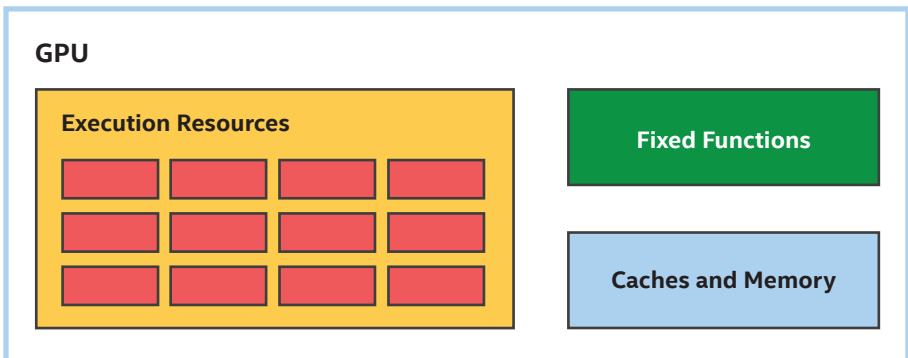 GPU
Execution Resources
Fixed Functions
Caches and Memory